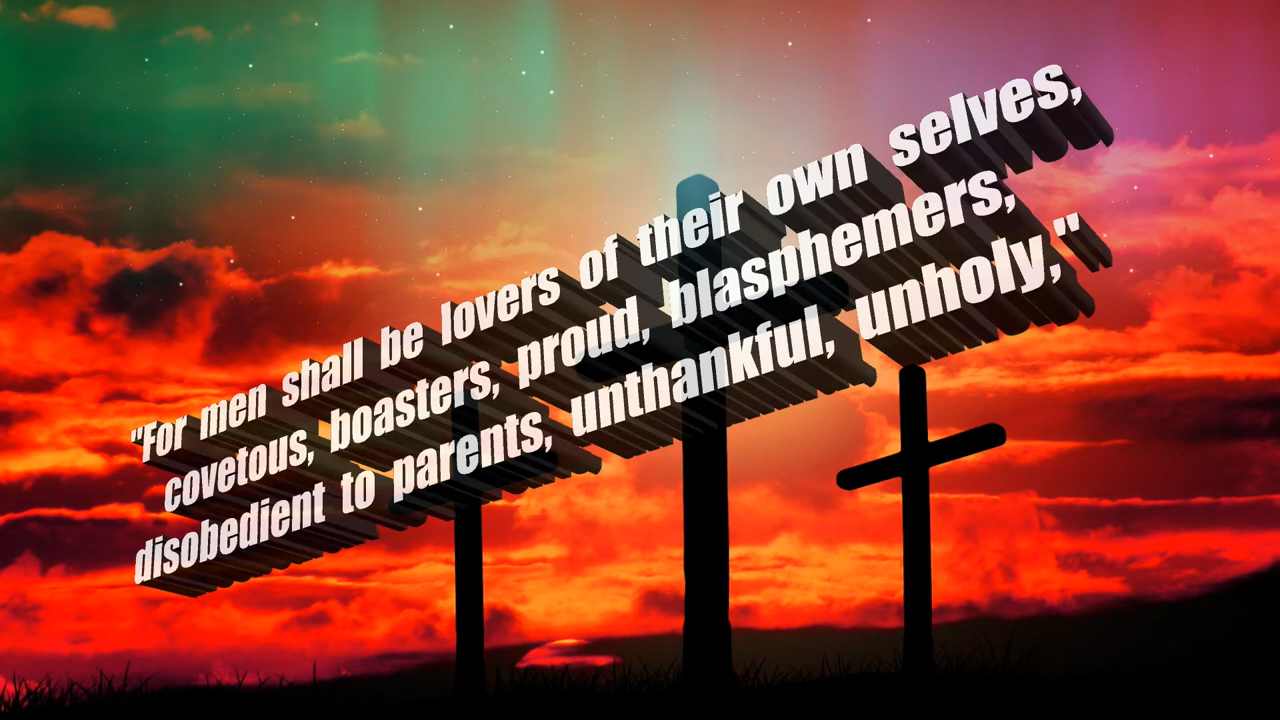 "For men shall be lovers of their own selves,
covetous, boasters, proud, blasphemers,
disobedient to parents, unthankful, unholy,"